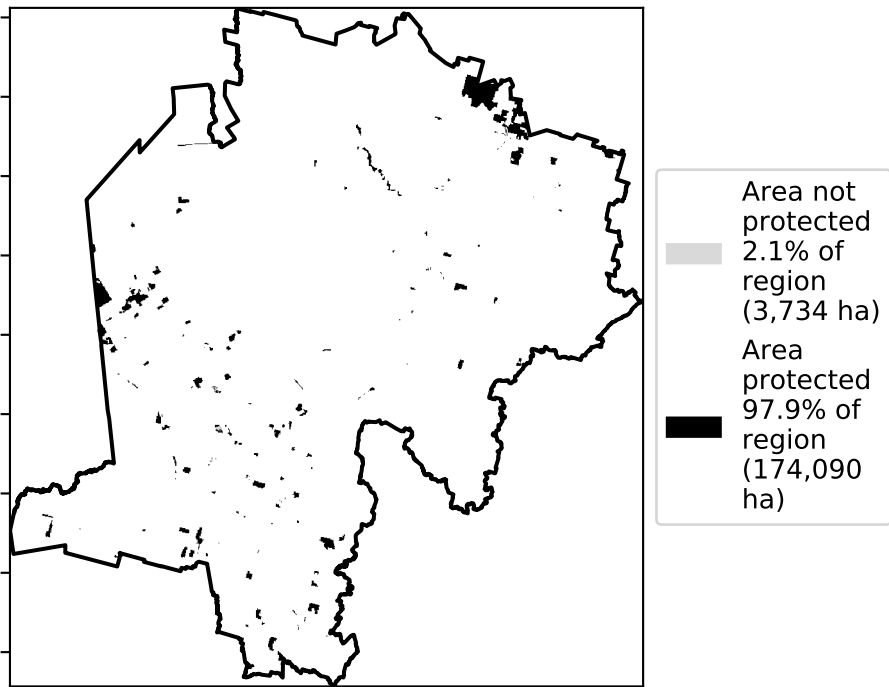 Area not
protected
2.1% of
region
(3,734 ha)
Area
protected
97.9% of
region
(174,090
ha)